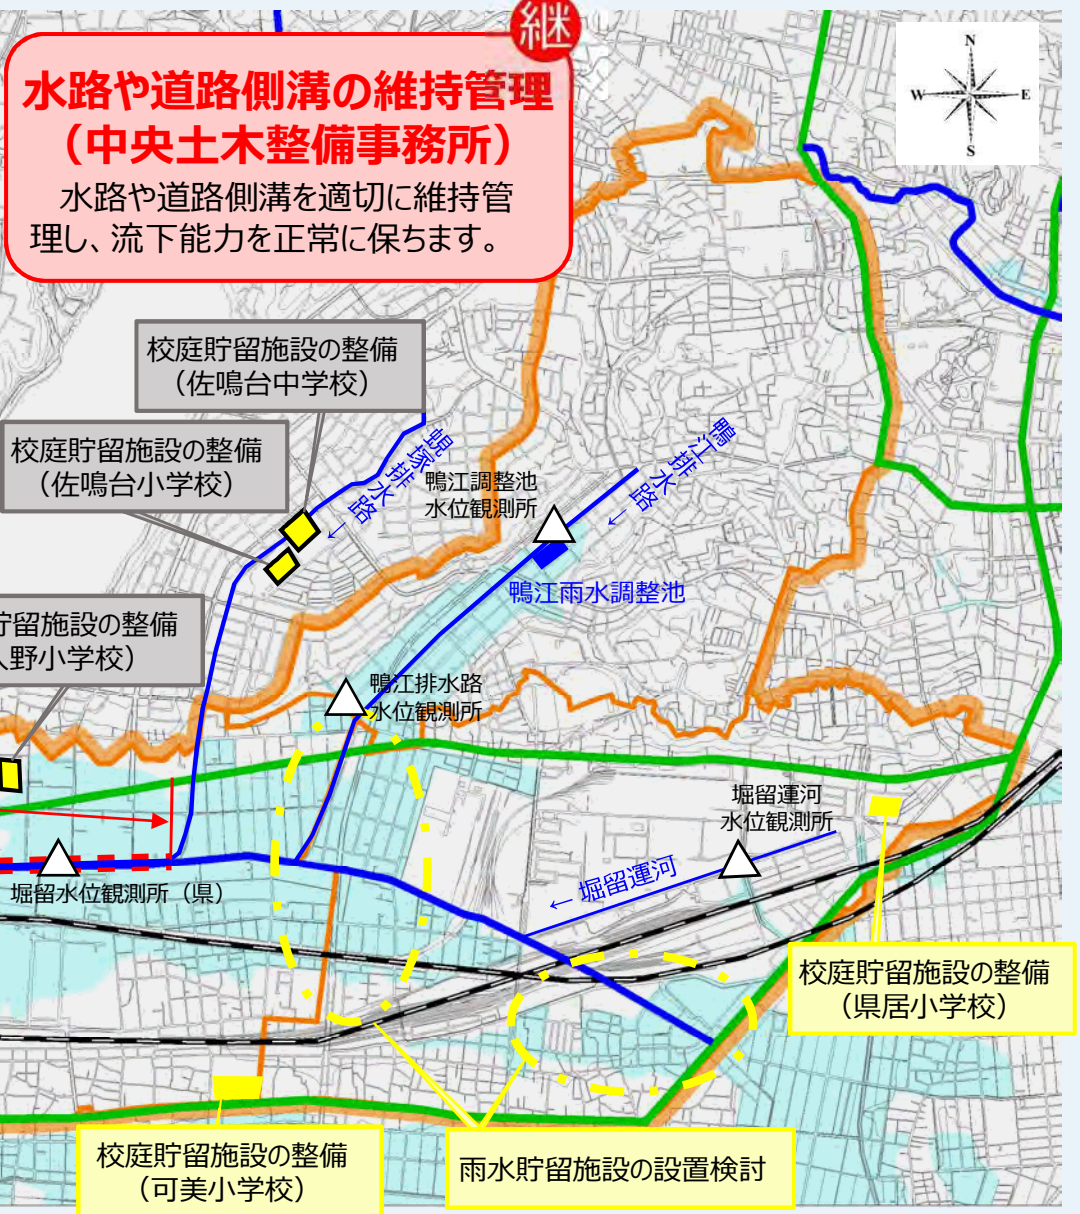 継
水路や道路側溝の維持管理
（中央土木整備事務所）
水路や道路側溝を適切に維持管
理し、流下能力を正常に保ちます。
N
W
E
S
校庭貯留施設の整備
（佐鳴台中学校）
校庭貯留施設の整備
（佐鳴台小学校）
蜆塚排水路
←
鴨江調整池
水位観測所
鴨江排水路
←
鴨江雨水調整池
貯留施設の整備
入野小学校）
鴨江排水路
水位観測所
堀留運河
水位観測所
← 堀留運河
堀留水位観測所（県）
校庭貯留施設の整備
（県居小学校）
校庭貯留施設の整備
（可美小学校）
雨水貯留施設の設置検討